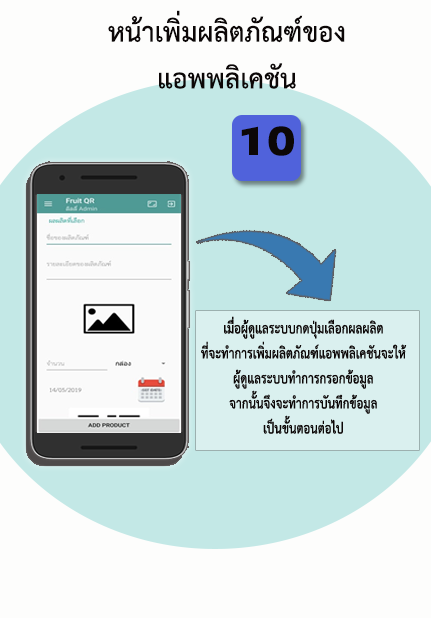 หน้าเพิ่มผลิตภัณฑ์ของ
แอพพลิเคชัน
10
Fruit QR
ยินดี Admin
ผลผลิตที่เลือก
ชื่อของผลิตภัณฑ์
รายละเอียดของผลิตภัณฑ์
จำนวน
กล่อง
14/05/2019
ADD PRODUCT
เมื่อผู้ดูแลระบบกดปุ่มเลือกผลผลิต
ที่จะทำการเพิ่มผลิตภัณฑ์แอพพลิเคชันจะให้
ผู้ดูแลระบบทำการกรอกข้อมูล
จากนั้นจึงจะทำการบันทึกข้อมูล
เป็นขั้นตอนต่อไป